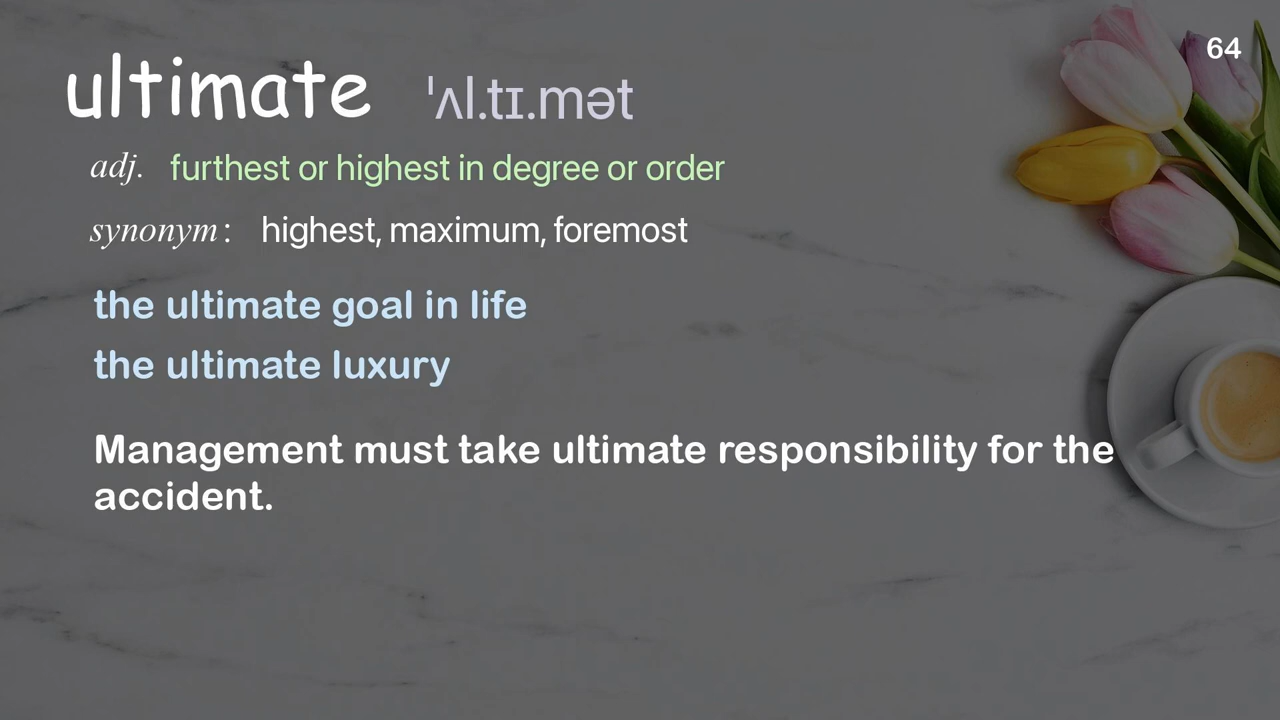 64
ultimate ˈʌl.tɪ.mət
adj. furthest or highest in degree or order
synonym: highest, maximum, foremost
the ultimate goal in life
the ultimate luxury
Management must take ultimate responsibility for the
accident.